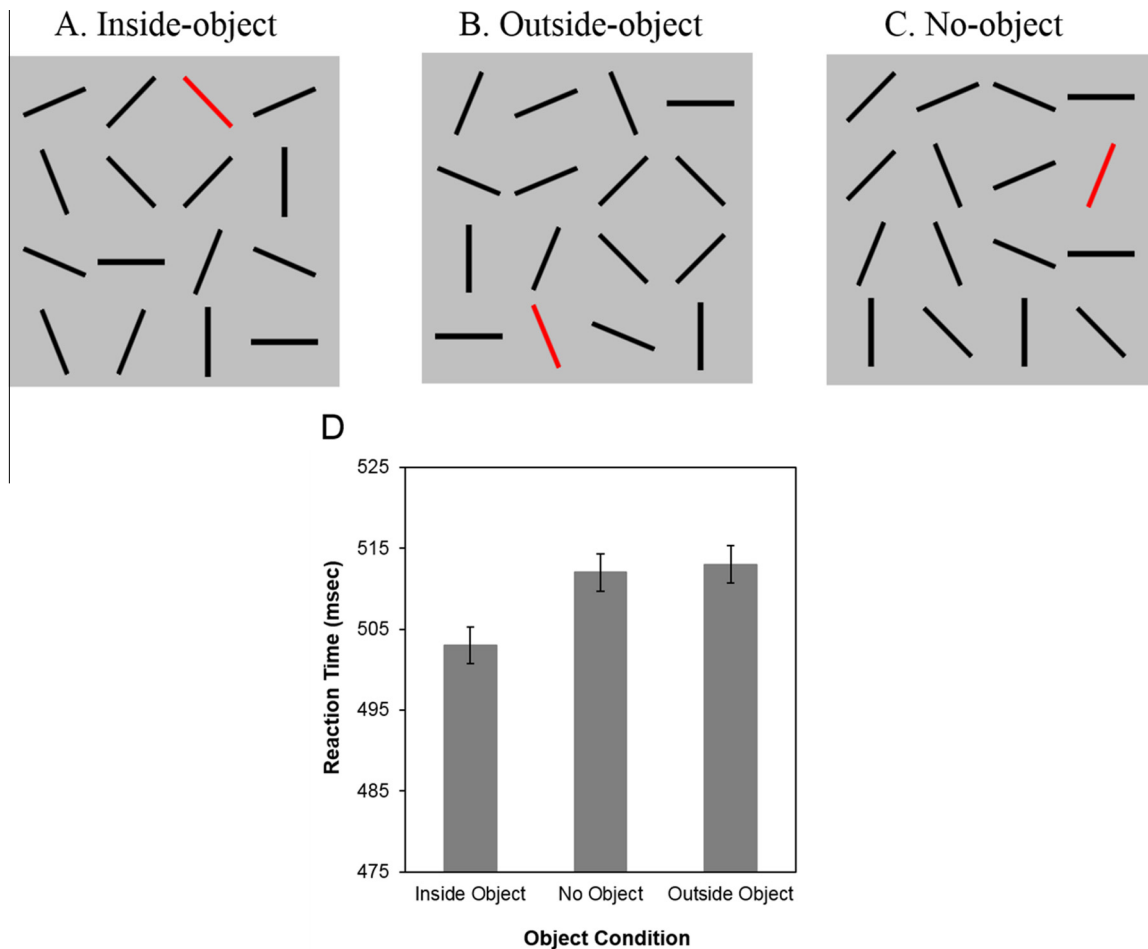 A. Inside-object
B. Outside-object
C. No-object
D
525
515
505
495
485
475
Reaction Time (msec)
Inside Object
No Object
Outside Object
Object Condition